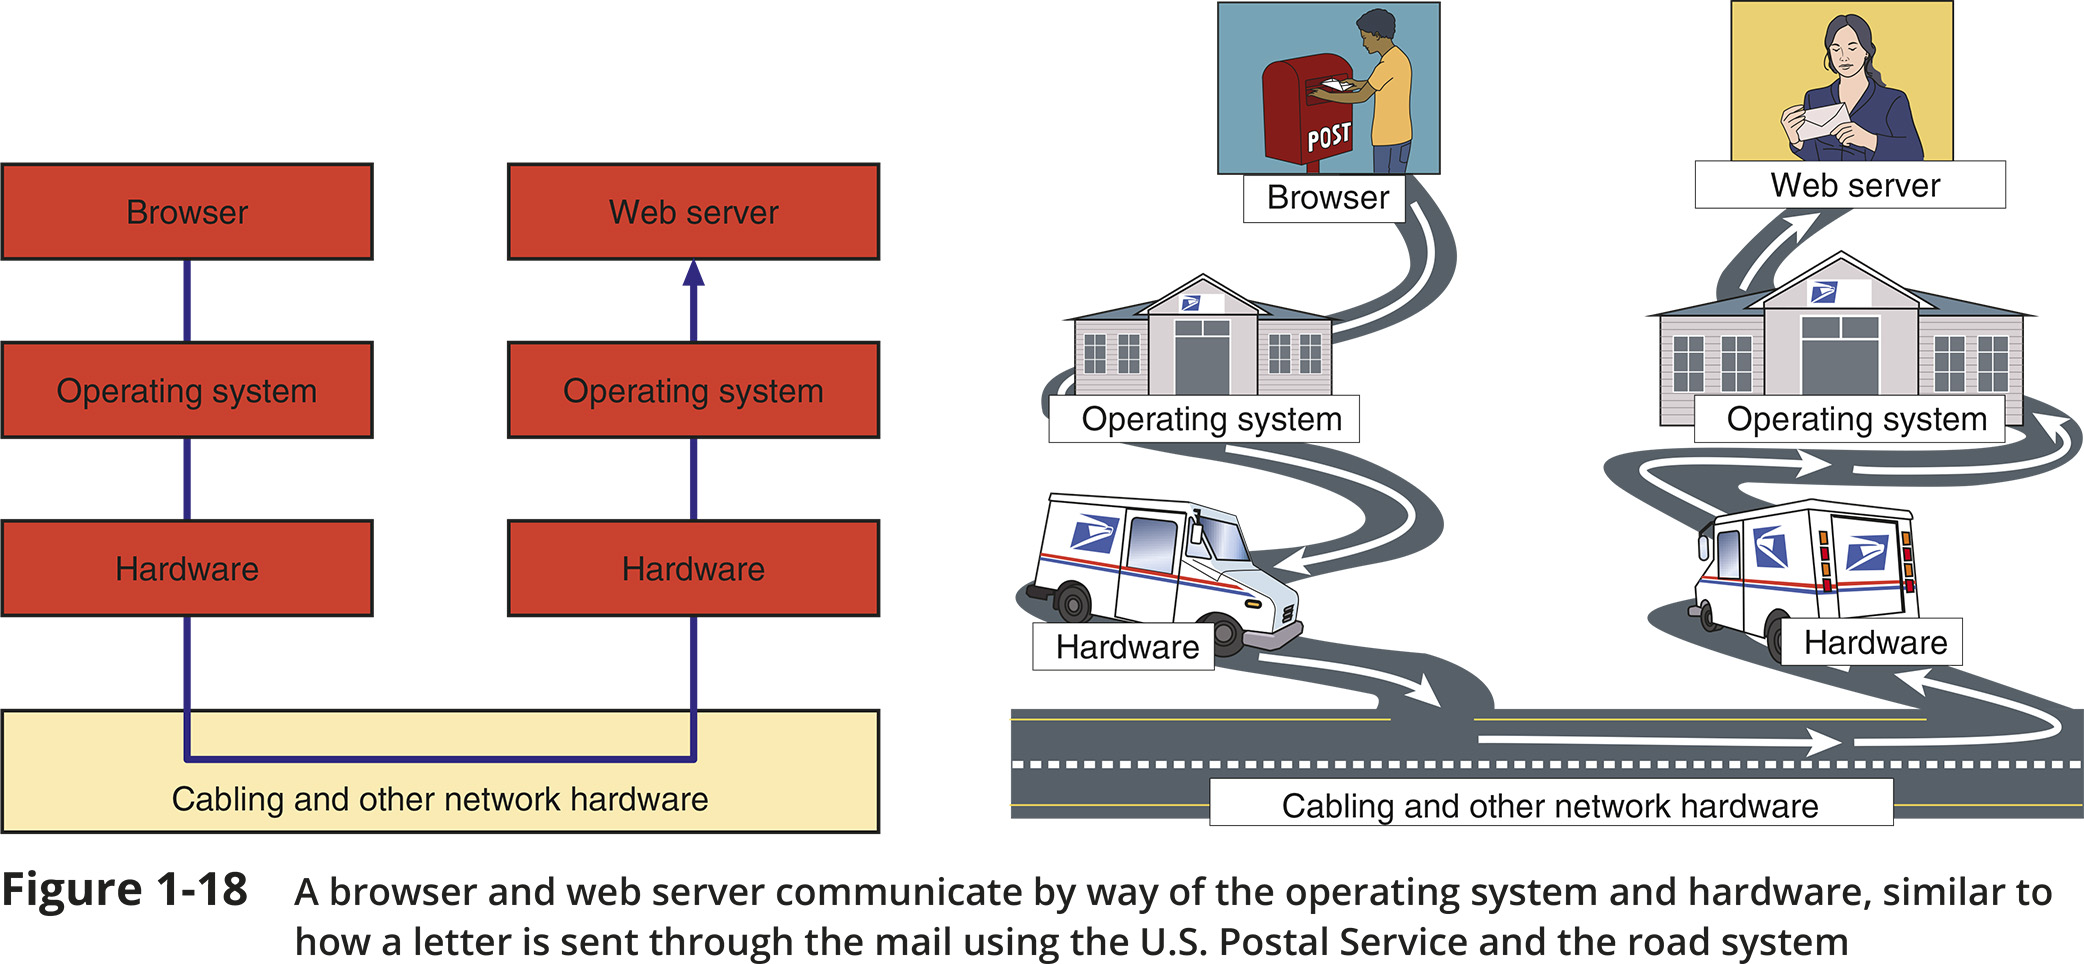 Browser
Operating system
Hardware
Web server
Operating system
Hardware
Cabling and other network hardware
POST
Browser
Operating system
Hardware
Web server
Operating system
Hardware
Cabling and other network hardware
Figure 1-18 A browser and web server communicate by way of the operating system and hardware, similar to
how a letter is sent through the mail using the U.S. Postal Service and the road system